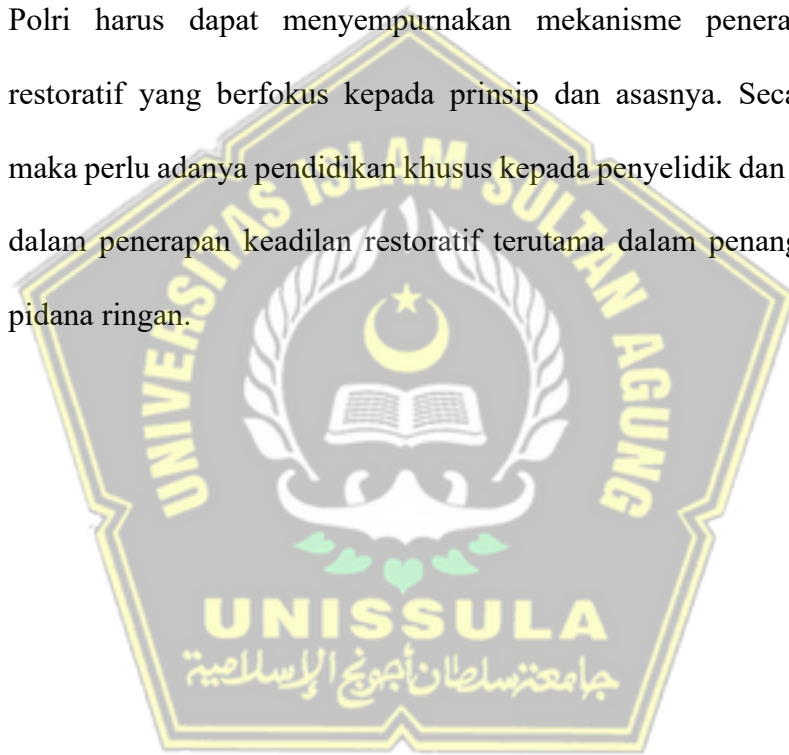 Polri harus dapat menyempurnakan mekanisme penera
restoratif yang berfokus kepada prinsip dan asasnya. Seca
maka perlu adanya pendidikan khusus kepada penyelidik dan
dalam penerapan keadilan restoratif terutama dalam penang
pidana ringan.
UNIVERSITAS ISLAM SULTAN AGUNG
UNISSULA
جامعة سلطان أجونج الإسلامية